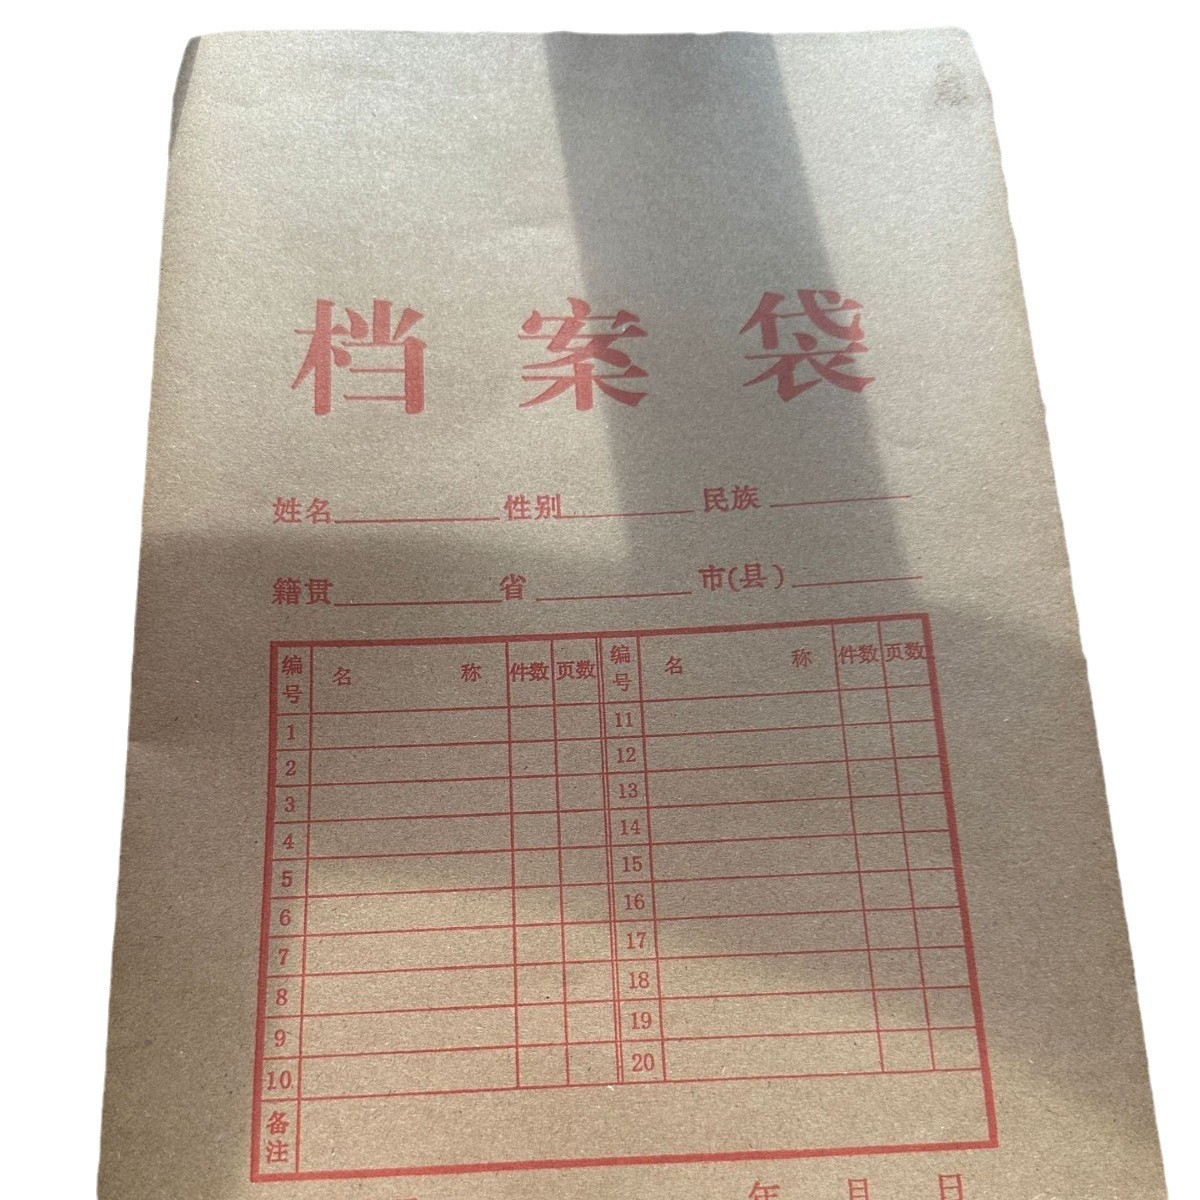 档案袋
姓名 性别 民族
籍贯 省 市(县)
编号 名称 件数 页数 编号 名称 件数 页数
1 11
2 12
3 13
4 14
5 15
6 16
7 17
8 18
9 19
10 20
备注
年 月 日